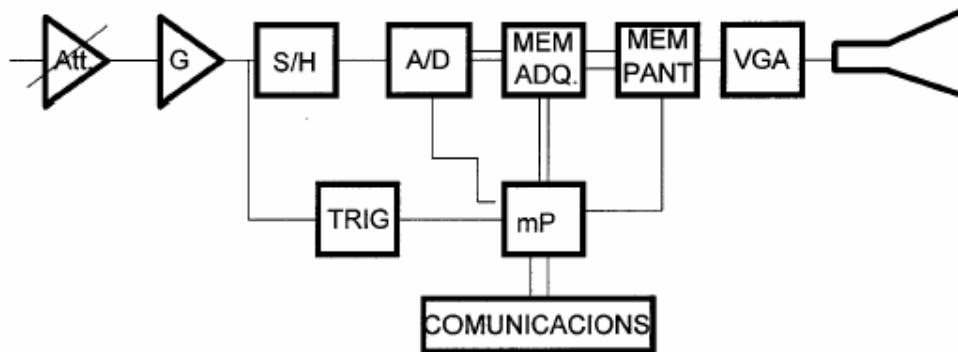 Att.
G
S/H
A/D
MEM
ADQ.
MEM
PANT
VGA
TRIG
mP
COMUNICACIONS